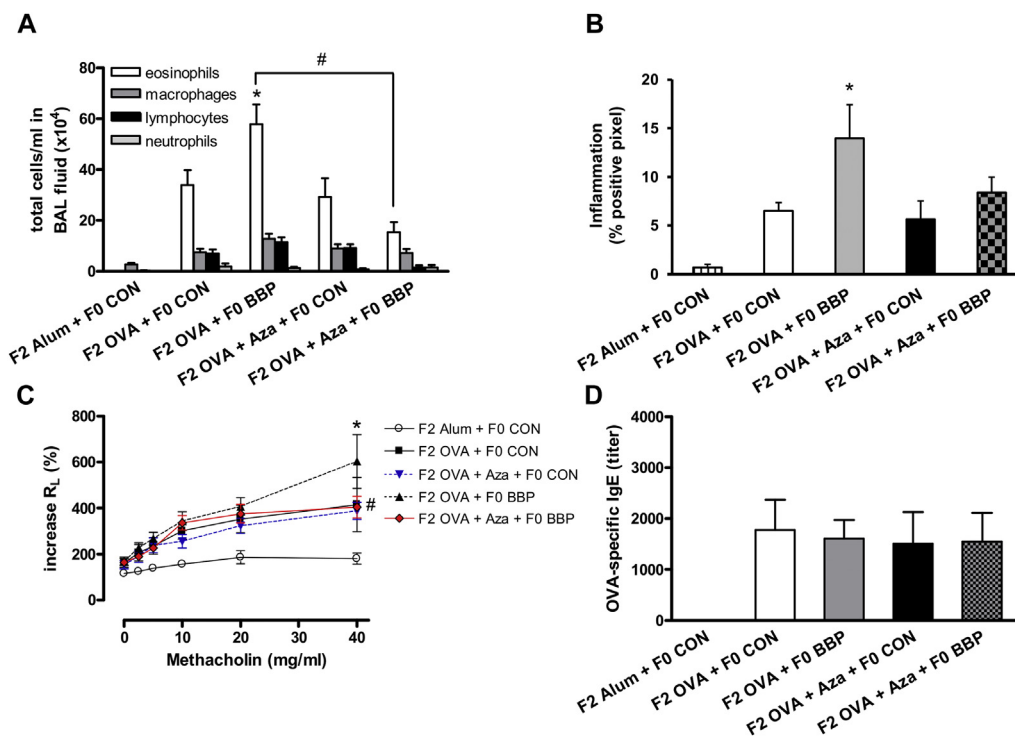 A
total cells/ml in
BAL fluid (x10⁴)
80
60
40
20
0
eosinophils
macrophages
lymphocytes
neutrophils
*
#
F2 Alum + F0 CON
F2 OVA + F0 CON
F2 OVA + F0 BBP
F2 OVA + Aza + F0 CON
F2 OVA + Aza + F0 BBP
B
Inflammation
(% positive pixel)
20
15
10
5
0
*
F2 Alum + F0 CON
F2 OVA + F0 CON
F2 OVA + F0 BBP
F2 OVA + Aza + F0 CON
F2 OVA + Aza + F0 BBP
C
increase R_L (%)
800
600
400
200
0
*
#
0 10 20 30 40
Methacholin (mg/ml)
F2 Alum + F0 CON
F2 OVA + F0 CON
F2 OVA + Aza + F0 CON
F2 OVA + F0 BBP
F2 OVA + Aza + F0 BBP
D
OVA-specific IgE (titer)
4000
3000
2000
1000
0
F2 Alum + F0 CON
F2 OVA + F0 CON
F2 OVA + F0 BBP
F2 OVA + Aza + F0 CON
F2 OVA + Aza + F0 BBP